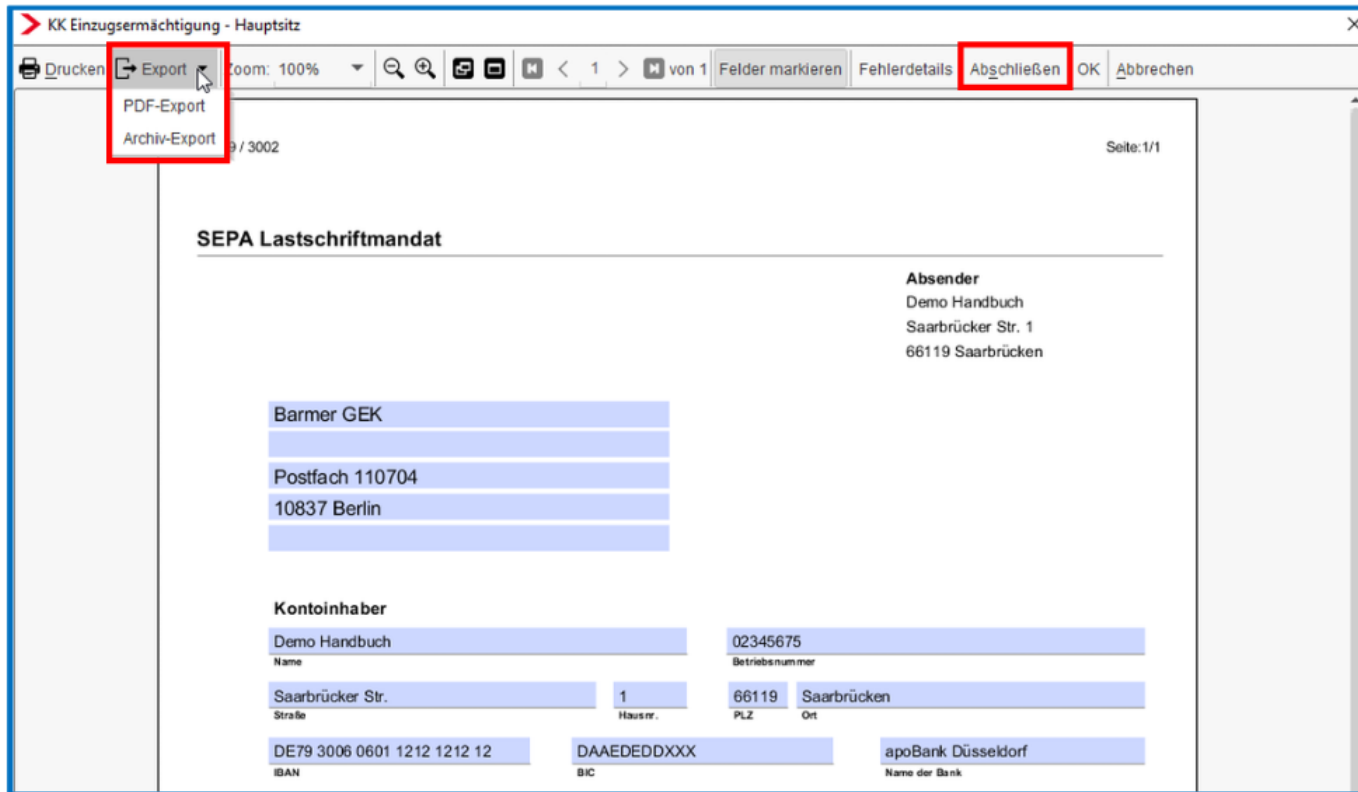 KK Einzugsermächtigung - Hauptsitz
Drucken Export Zoom: 100% 1 von 1 Felder markieren Fehlerdetails Abschließen OK Abbrechen
PDF-Export
Archiv-Export
/ 3002 Seite:1/1
SEPA Lastschriftmandat
Absender
Demo Handbuch
Saarbrücker Str. 1
66119 Saarbrücken
Barmer GEK
Postfach 110704
10837 Berlin
Kontoinhaber
Demo Handbuch 02345675
Name Betriebsnummer
Saarbrücker Str. 1 66119 Saarbrücken
Straße Hausnr. PLZ Ort
DE79 3006 0601 1212 1212 12 DAAEDEDDXXX apoBank Düsseldorf
IBAN BIC Name der Bank